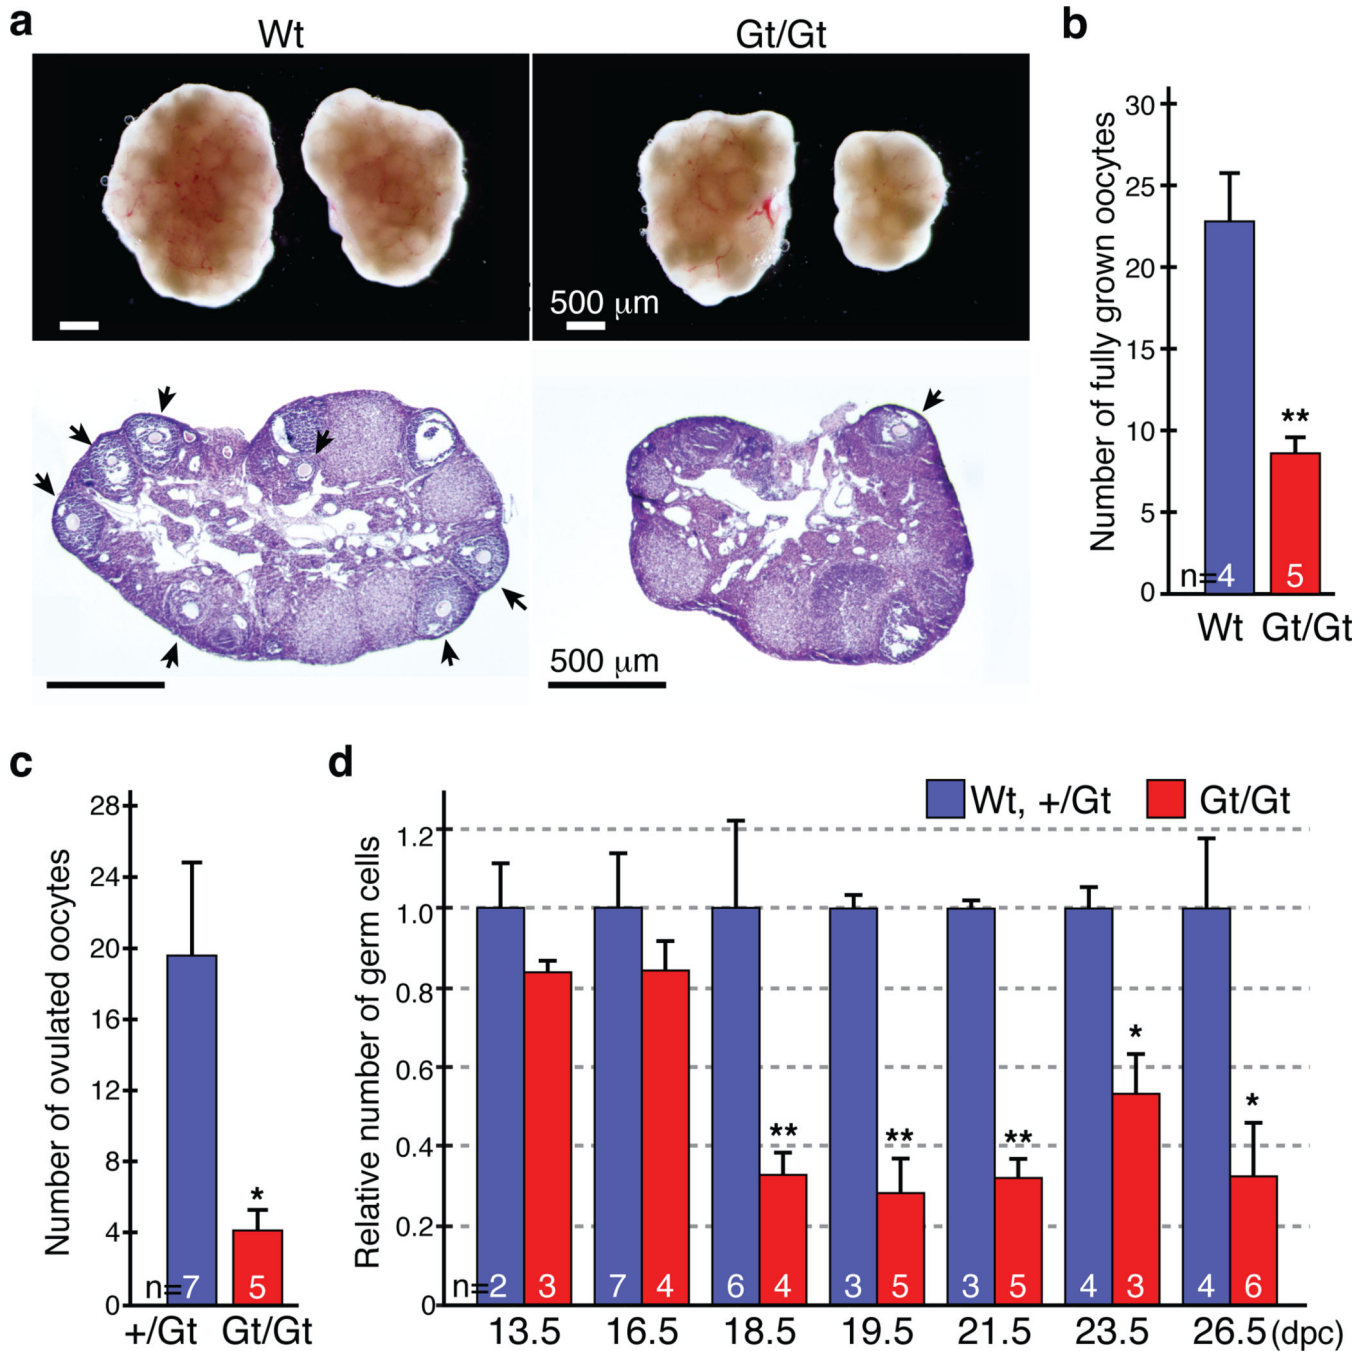 a
Wt
Gt/Gt
500 μm
500 μm
b
Number of fully grown oocytes
30
25
20
15
10
5
0
**
n=4
5
Wt
Gt/Gt
c
Number of ovulated oocytes
28
24
20
16
12
8
4
0
*
n=7
5
+/Gt
Gt/Gt
d
Wt, +/Gt
Gt/Gt
Relative number of germ cells
1.2
1.0
0.8
0.6
0.4
0.2
0
** ** ** * *
n=2 3 7 4 6 4 3 5 3 5 4 3 4 6
13.5 16.5 18.5 19.5 21.5 23.5 26.5 (dpc)